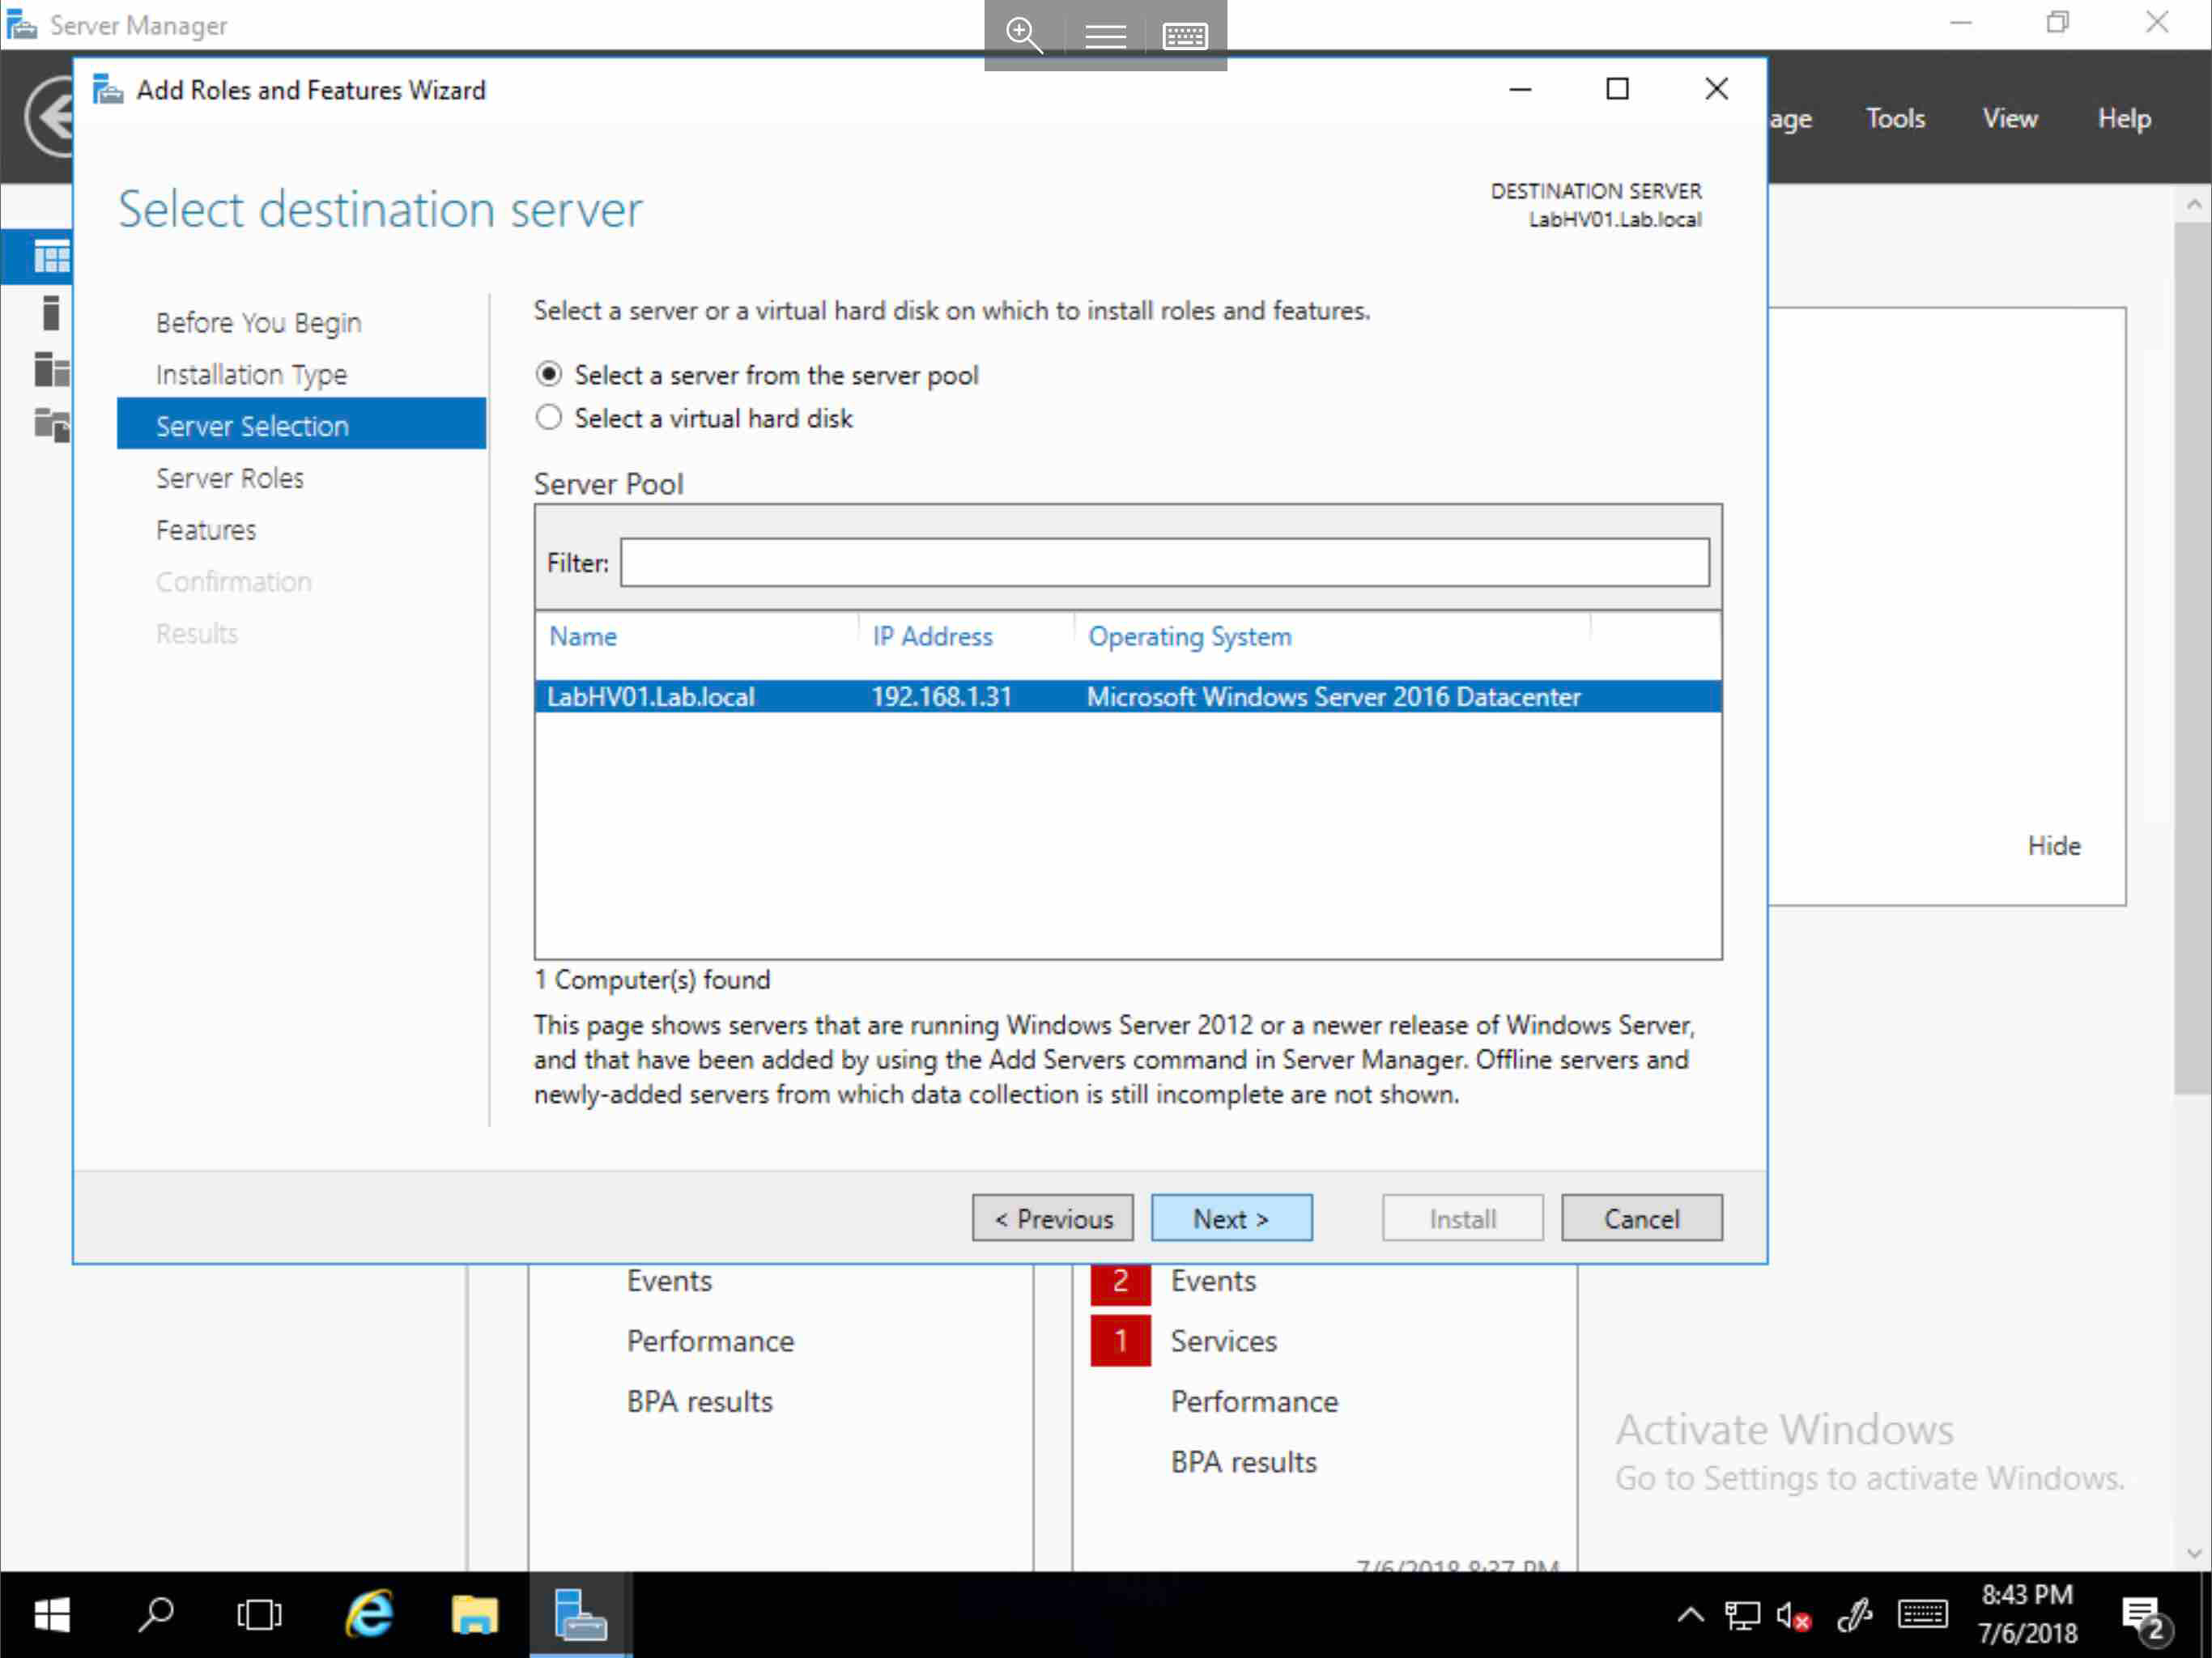 Server Manager
Add Roles and Features Wizard
age
Tools
View
Help
Select destination server
DESTINATION SERVER
LabHV01.Lab.local
Before You Begin
Installation Type
Server Selection
Server Roles
Features
Confirmation
Results
Select a server or a virtual hard disk on which to install roles and features.
Select a server from the server pool
Select a virtual hard disk
Server Pool
Filter:
Name IP Address Operating System
LabHV01.Lab.local 192.168.1.31 Microsoft Windows Server 2016 Datacenter
1 Computer(s) found
This page shows servers that are running Windows Server 2012 or a newer release of Windows Server,
and that have been added by using the Add Servers command in Server Manager. Offline servers and
newly-added servers from which data collection is still incomplete are not shown.
< Previous
Next >
Install
Cancel
Hide
Events
Performance
BPA results
2 Events
1 Services
Performance
BPA results
7/6/2018 8:37 PM
Activate Windows
Go to Settings to activate Windows.
8:43 PM
7/6/2018
2